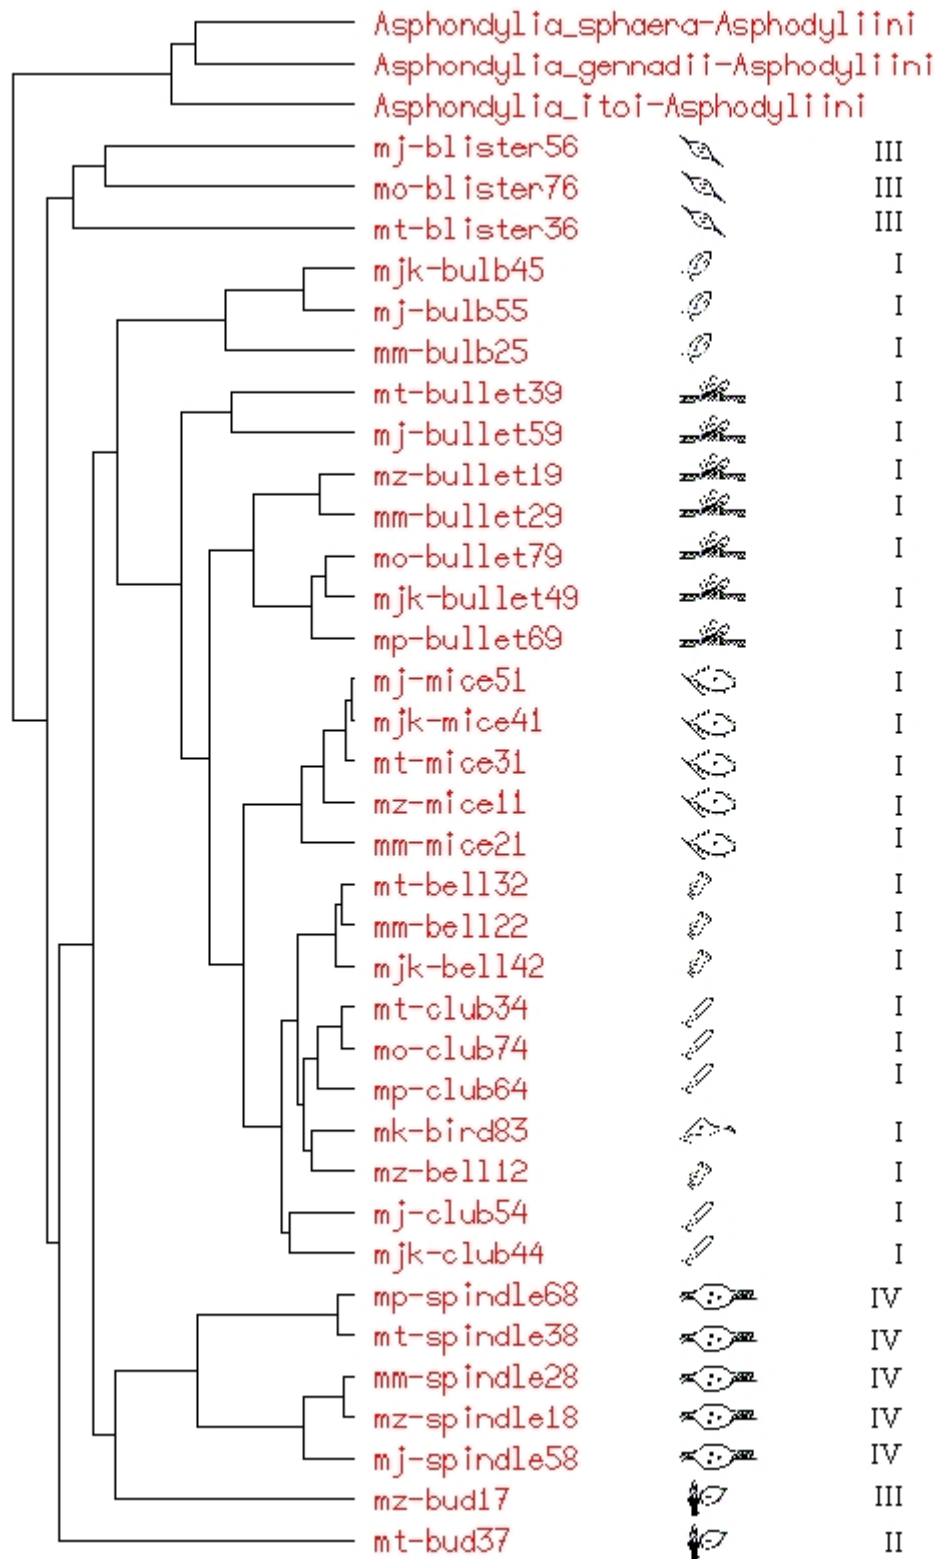 Asphondylia_sphaera-Asphodyliini
Asphondylia_gennadii-Asphodyliini
Asphondylia_itoi-Asphodyliini
mj-blister56 III
mo-blister76 III
mt-blister36 III
mjk-bulb45 I
mj-bulb55 I
mm-bulb25 I
mt-bullet39 I
mj-bullet59 I
mz-bullet19 I
mm-bullet29 I
mo-bullet79 I
mjk-bullet49 I
mp-bullet69 I
mj-mice51 I
mjk-mice41 I
mt-mice31 I
mz-mice11 I
mm-mice21 I
mt-bell32 I
mm-bell22 I
mjk-bell42 I
mt-club34 I
mo-club74 I
mp-club64 I
mk-bird83 I
mz-bell12 I
mj-club54 I
mjk-club44 I
mp-spindle68 IV
mt-spindle38 IV
mm-spindle28 IV
mz-spindle18 IV
mj-spindle58 IV
mz-bud17 III
mt-bud37 II